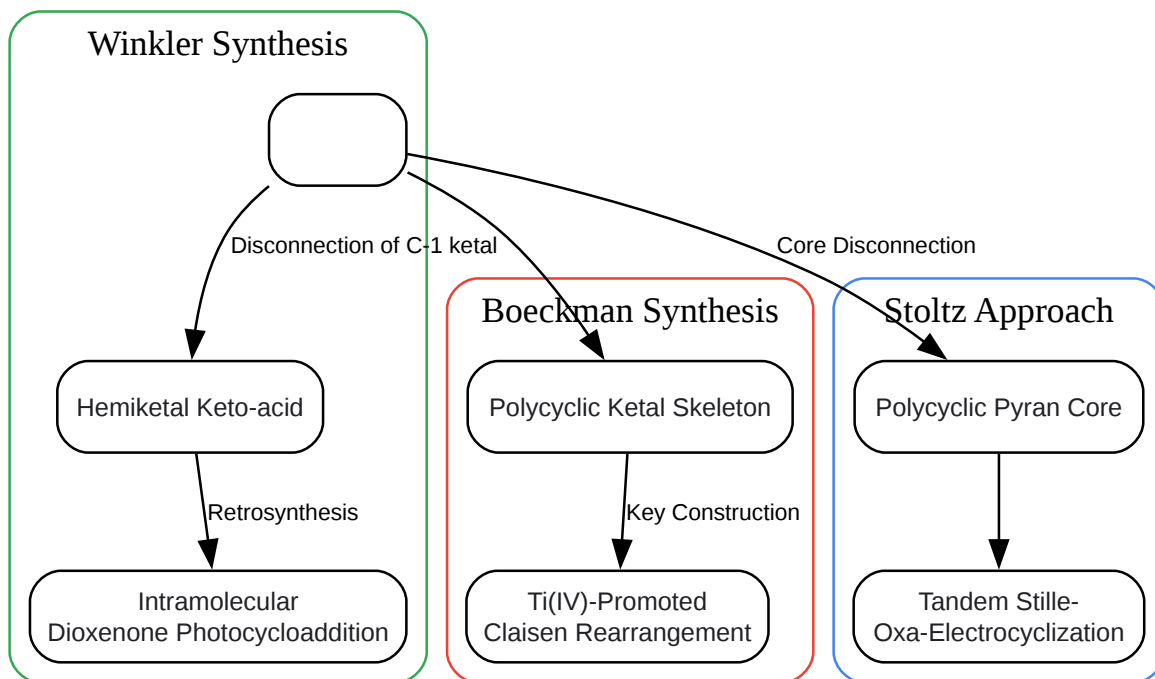 Winkler Synthesis
Disconnection of C-1 ketal
Core Disconnection
Boeckman Synthesis
Stoltz Approach
Hemiketal Keto-acid
Polycyclic Ketal Skeleton
Polycyclic Pyran Core
Retrosynthesis
Key Construction
Intramolecular
Dioxenone Photocycloaddition
Ti(IV)-Promoted
Claisen Rearrangement
Tandem Stille-
Oxa-Electrocyclization